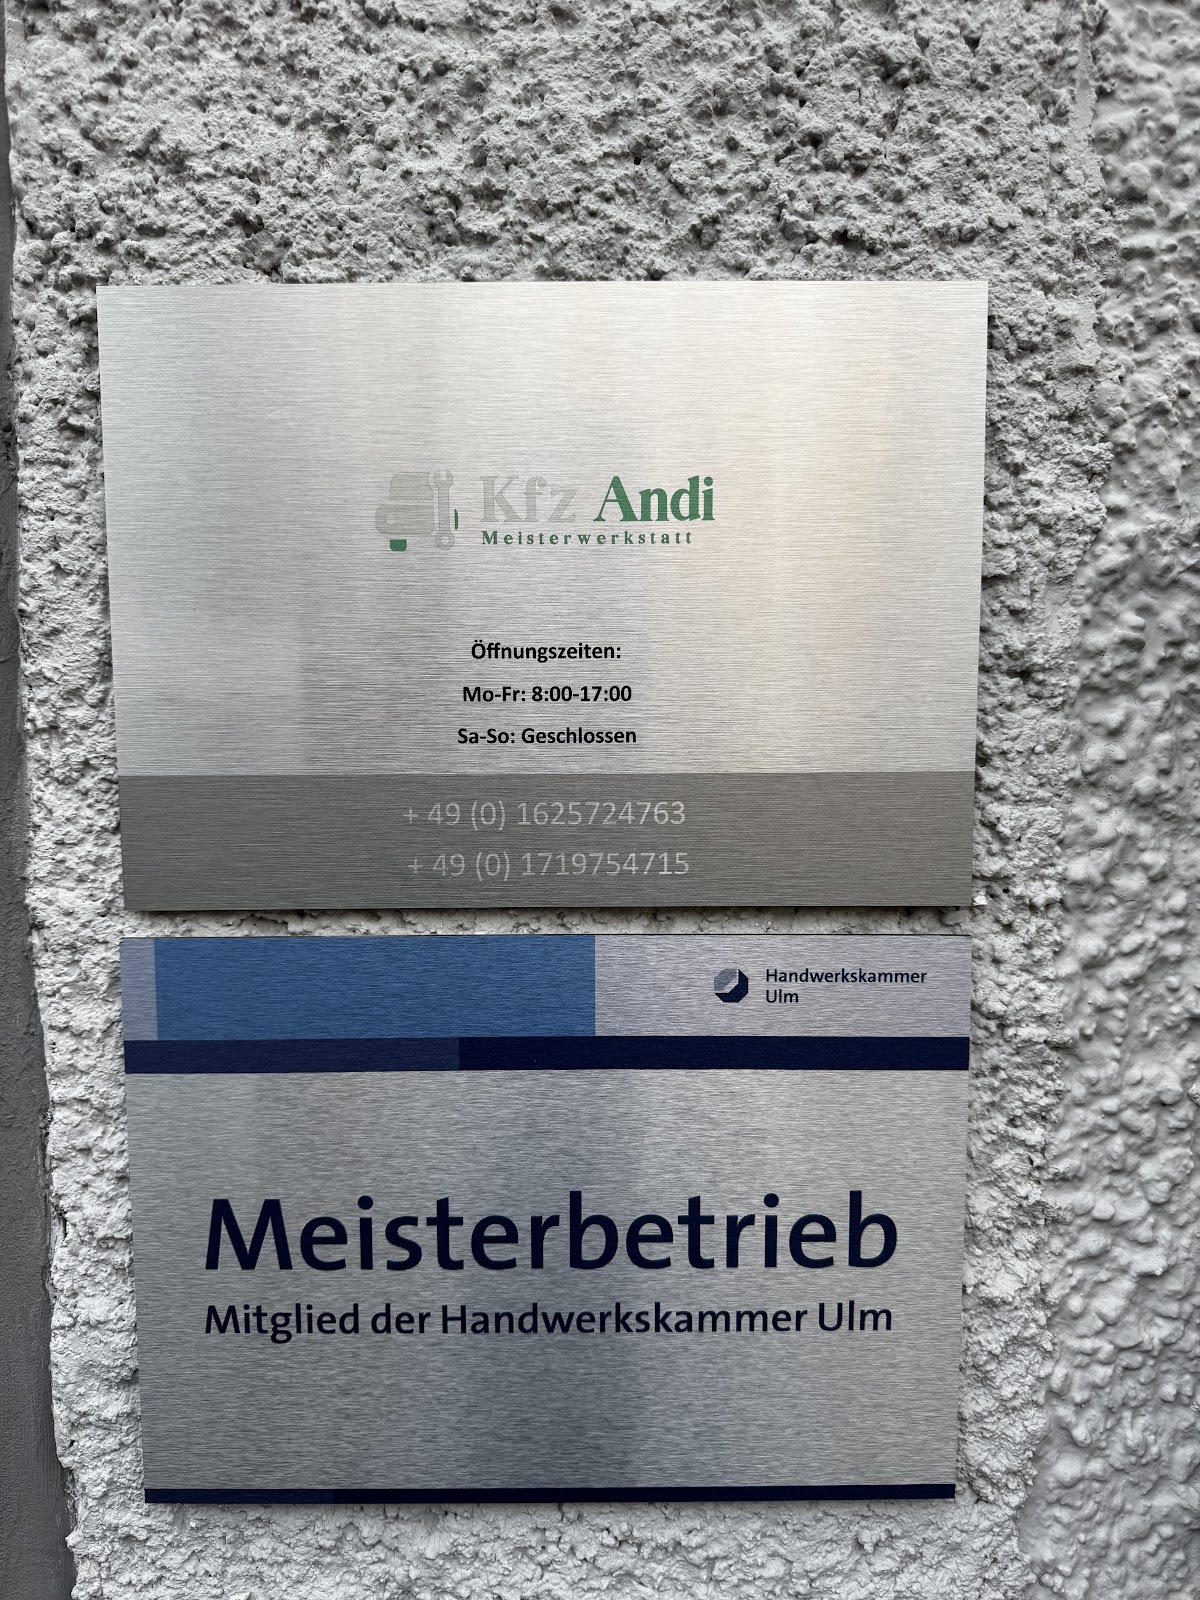 Kfz Andi
Meisterwerkstatt
Öffnungszeiten:
Mo-Fr: 8:00-17:00
Sa-So: Geschlossen
+ 49 (0) 1625724763
+ 49 (0) 1719754715
Handwerkskammer
Ulm
Meisterbetrieb
Mitglied der Handwerkskammer Ulm